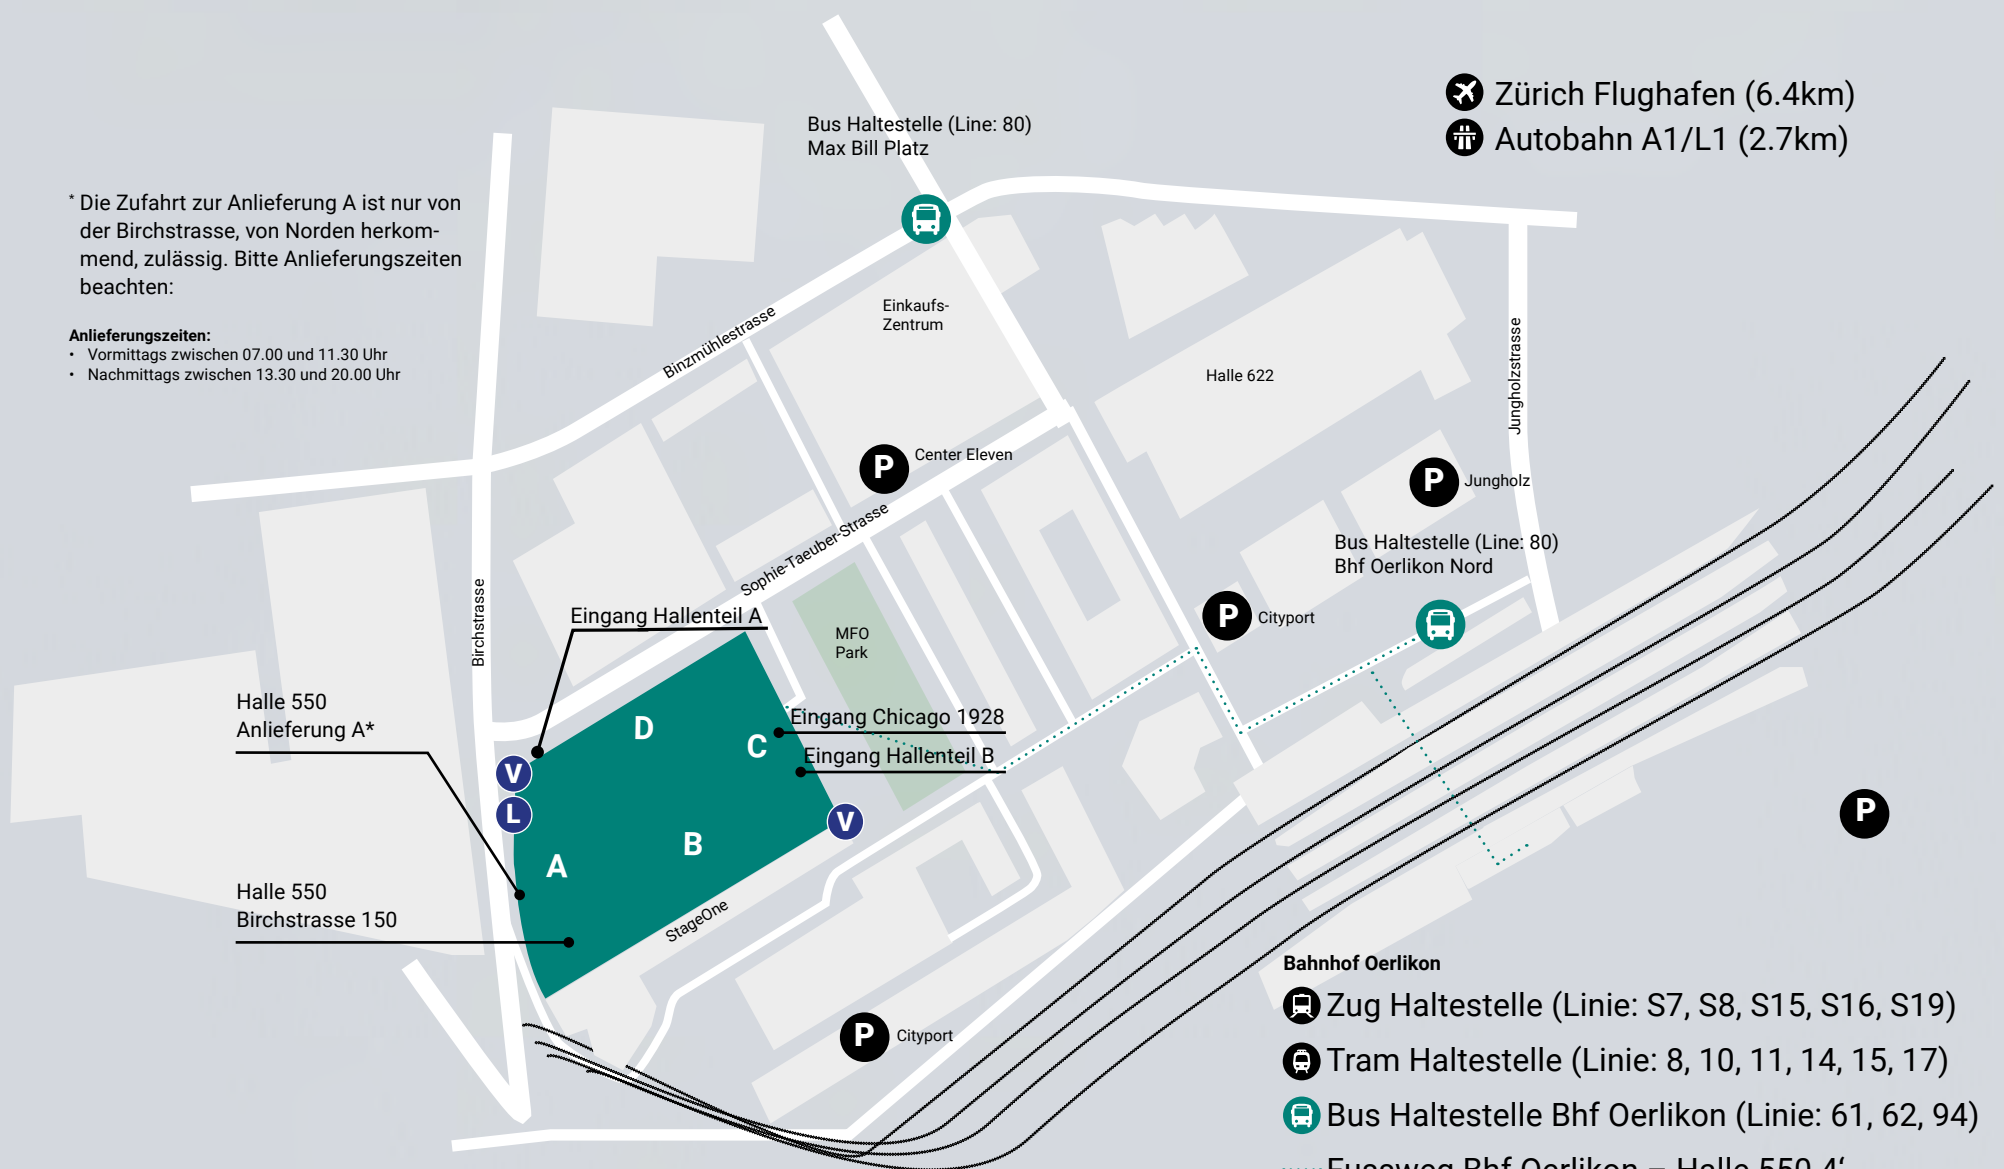 Zürich Flughafen (6.4km)
Autobahn A1/L1 (2.7km)
Bus Haltestelle (Line: 80)
Max Bill Platz
* Die Zufahrt zur Anlieferung A ist nur von
der Birchstrasse, von Norden herkom-
mend, zulässig. Bitte Anlieferungszeiten
beachten:
Anlieferungszeiten:
• Vormittags zwischen 07.00 und 11.30 Uhr
• Nachmittags zwischen 13.30 und 20.00 Uhr
Binzmühlestrasse
Einkaufs-
Zentrum
Halle 622
Jungholzstrasse
P Center Eleven
P Jungholz
Sophie-Taeuber-Strasse
Bus Haltestelle (Line: 80)
Bhf Oerlikon Nord
Birchstrasse
Eingang Hallenteil A
MFO
Park
P Cityport
Halle 550
Anlieferung A*
D
C
Eingang Chicago 1928
Eingang Hallenteil B
V
L
V
P
A
B
Halle 550
Birchstrasse 150
StageOne
P Cityport
Bahnhof Oerlikon
Zug Haltestelle (Linie: S7, S8, S15, S16, S19)
Tram Haltestelle (Linie: 8, 10, 11, 14, 15, 17)
Bus Haltestelle Bhf Oerlikon (Linie: 61, 62, 94)
Fussweg Bhf Oerlikon – Halle 550 4‘